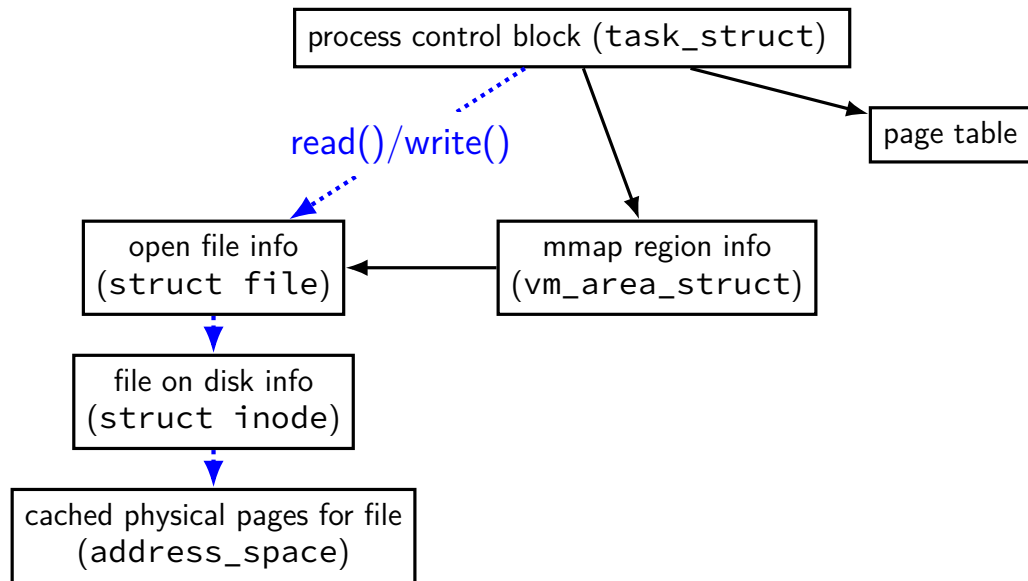 process control block (task_struct)
read()/write()
page table
open file info
(struct file)
mmap region info
(vm_area_struct)
file on disk info
(struct inode)
cached physical pages for file
(address_space)